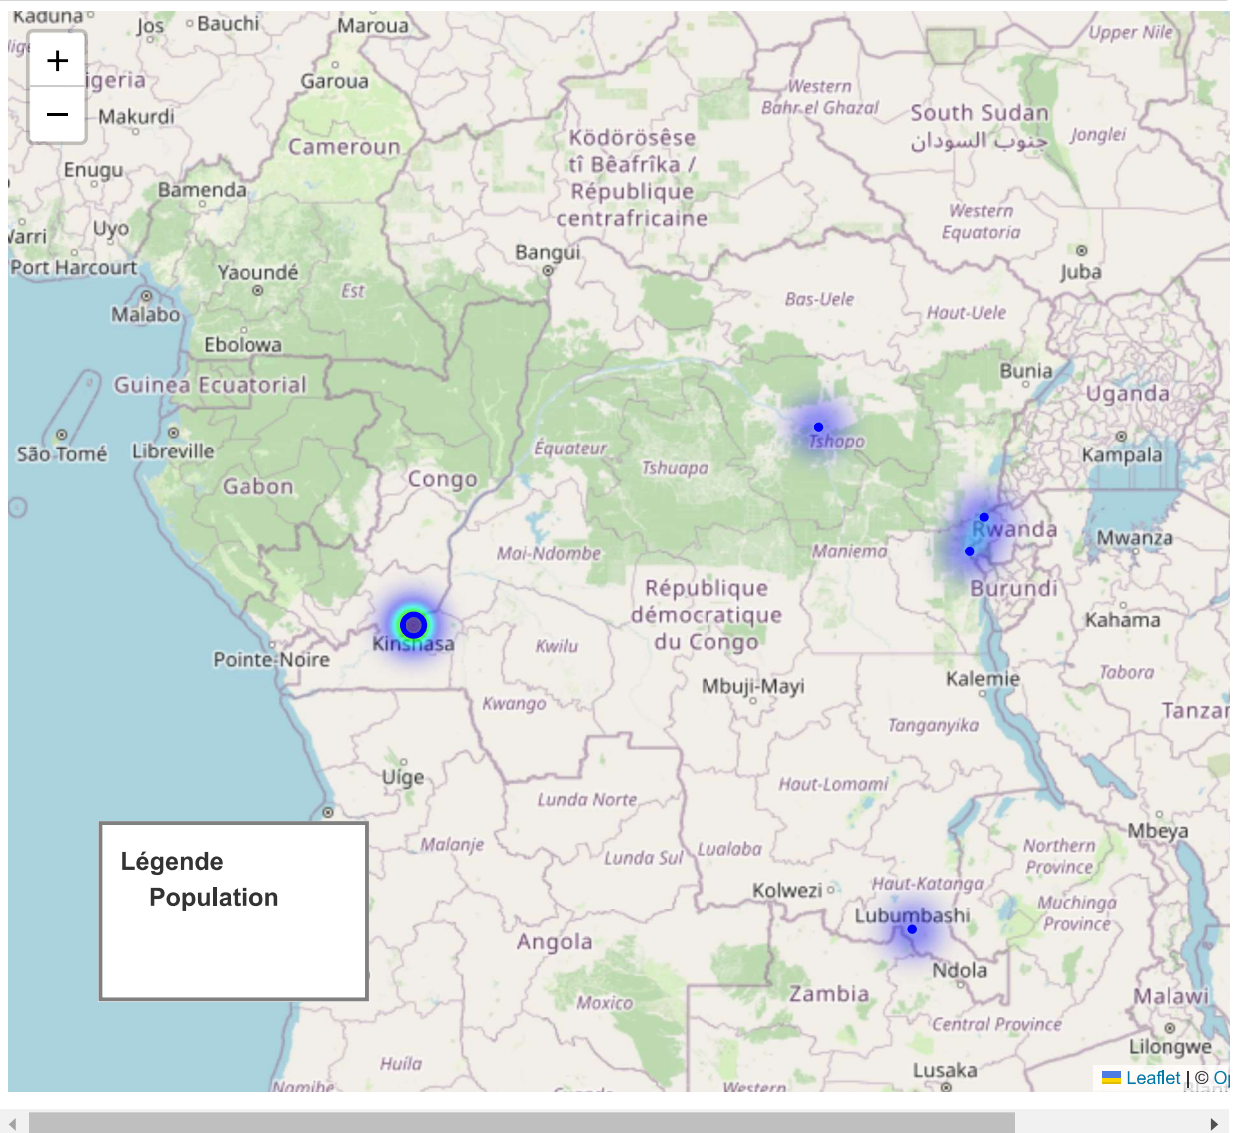 Kaduna
Jos
Bauchi
Maroua
Upper Nile
+
−
igeria
Garoua
Makurdi
Western
Bahr el Ghazal
South Sudan
جنوب السودان
Jonglei
Cameroun
Ködörösêse
tî Bêafrîka /
République
centrafricaine
Enugu
Bamenda
Western
Equatoria
Warri
Uyo
Port Harcourt
Yaoundé
Est
Bangui
Juba
Malabo
Bas-Uele
Haut-Uele
Ebolowa
Guinea Ecuatorial
Bunia
Uganda
São Tomé
Libreville
Équateur
Tshopo
Kampala
Gabon
Congo
Tshuapa
Rwanda
Mwanza
Mai-Ndombe
Maniema
République
démocratique
du Congo
Burundi
Kahama
Kinshasa
Kwilu
Pointe-Noire
Mbuji-Mayi
Kalemie
Tabora
Kwango
Tanganyika
Tanzan
Uíge
Lunda Norte
Haut-Lomami
Malanje
Lunda Sul
Lualaba
Northern
Province
Mbeya
Légende
Population
Kolwezi
Haut-Katanga
Lubumbashi
Muchinga
Province
Angola
Ndola
Moxico
Zambia
Malawi
Central Province
Lilongwe
Huíla
Lusaka
Namibe
Western
Leaflet | © Op